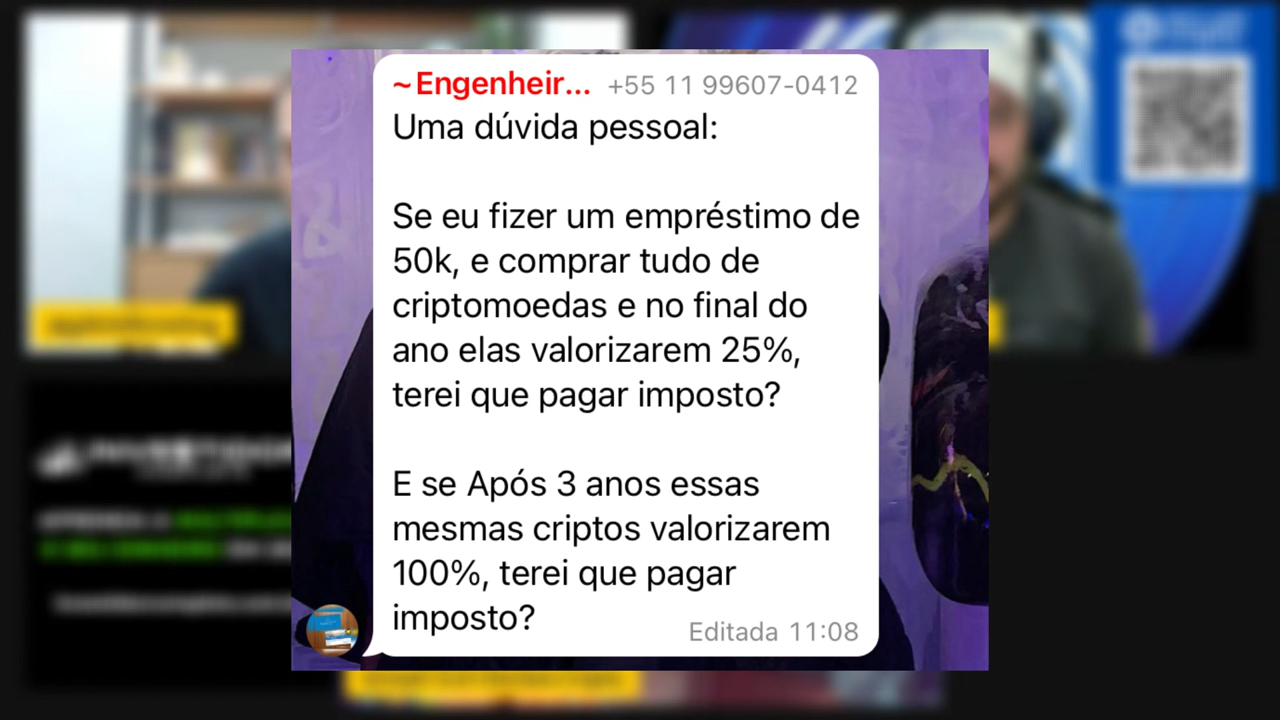 ~Engenheir... +55 11 99607-0412
Uma dúvida pessoal:
Se eu fizer um empréstimo de
50k, e comprar tudo de
criptomoedas e no final do
ano elas valorizarem 25%,
terei que pagar imposto?
E se Após 3 anos essas
mesmas criptos valorizarem
100%, terei que pagar
imposto?
Editada 11:08